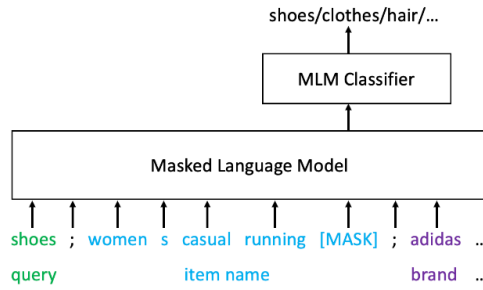 shoes/clothes/hair/...
MLM Classifier
Masked Language Model
shoes ; women s casual running [MASK] ; adidas ...
query item name brand ...